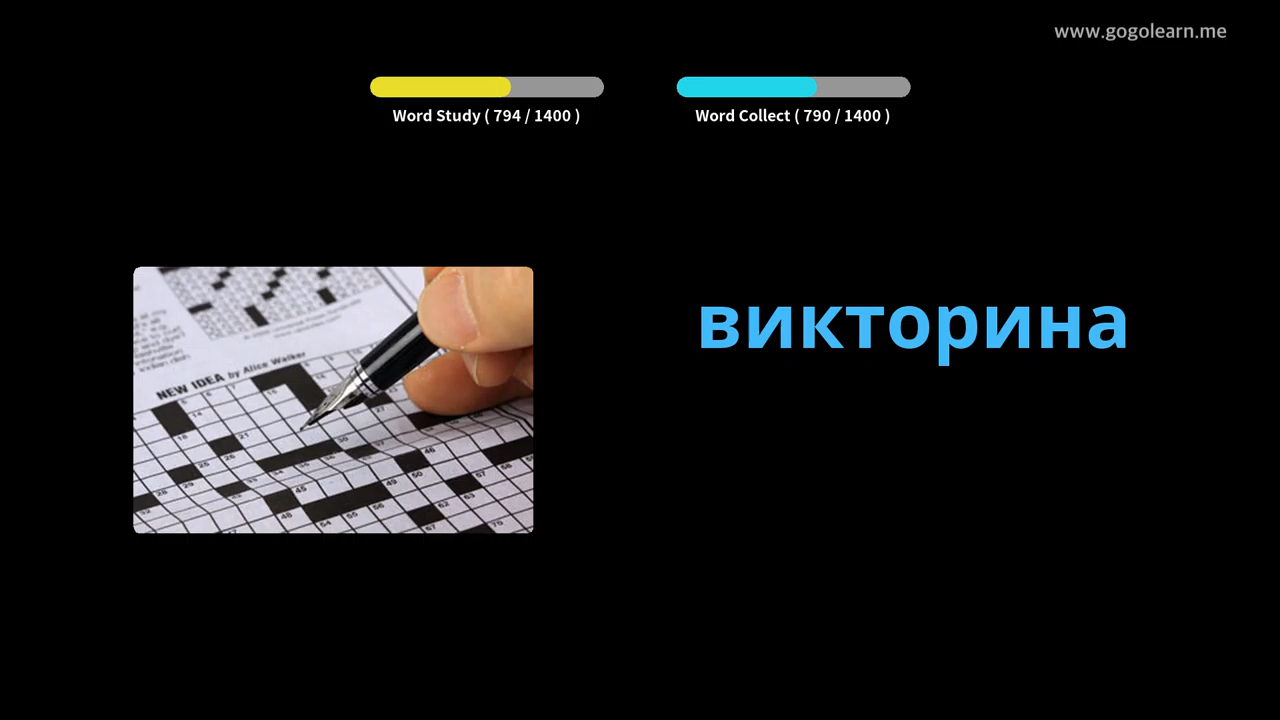 www.gogolearn.me
Word Study ( 794 / 1400 )
Word Collect ( 790 / 1400 )
викторина
NEW IDEA by Alice Walker